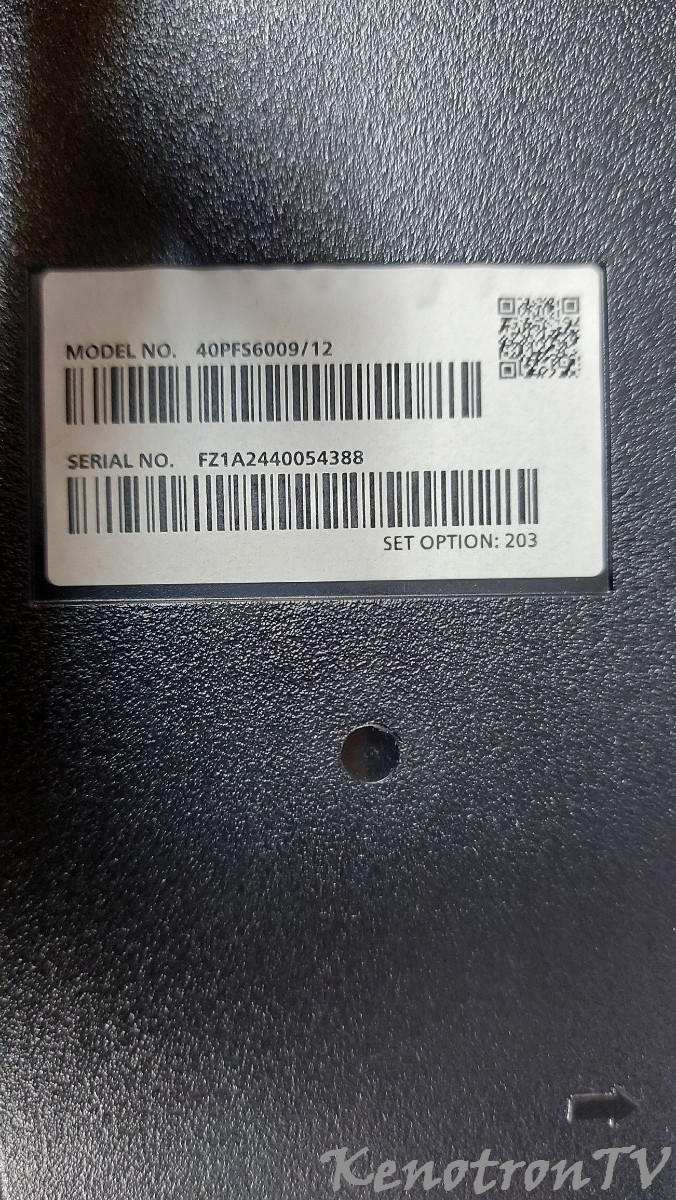 MODEL NO. 40PFS6009/12
SERIAL NO. FZ1A2440054388
SET OPTION: 203
KenotronTV